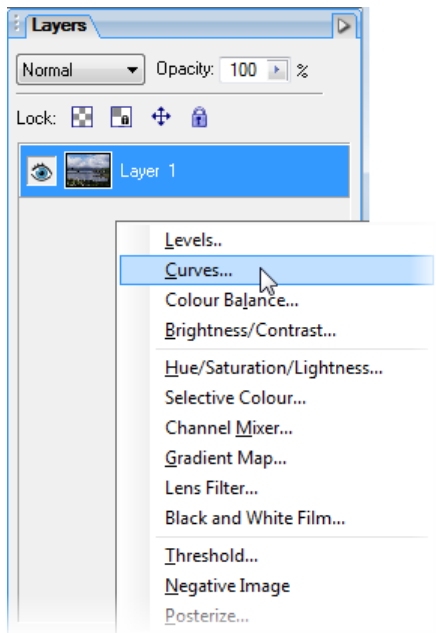 Layers
Normal Opacity: 100 %
Lock:
Layer 1
Levels..
Curves...
Colour Balance...
Brightness/Contrast...
Hue/Saturation/Lightness...
Selective Colour...
Channel Mixer...
Gradient Map...
Lens Filter...
Black and White Film...
Threshold...
Negative Image
Posterize...